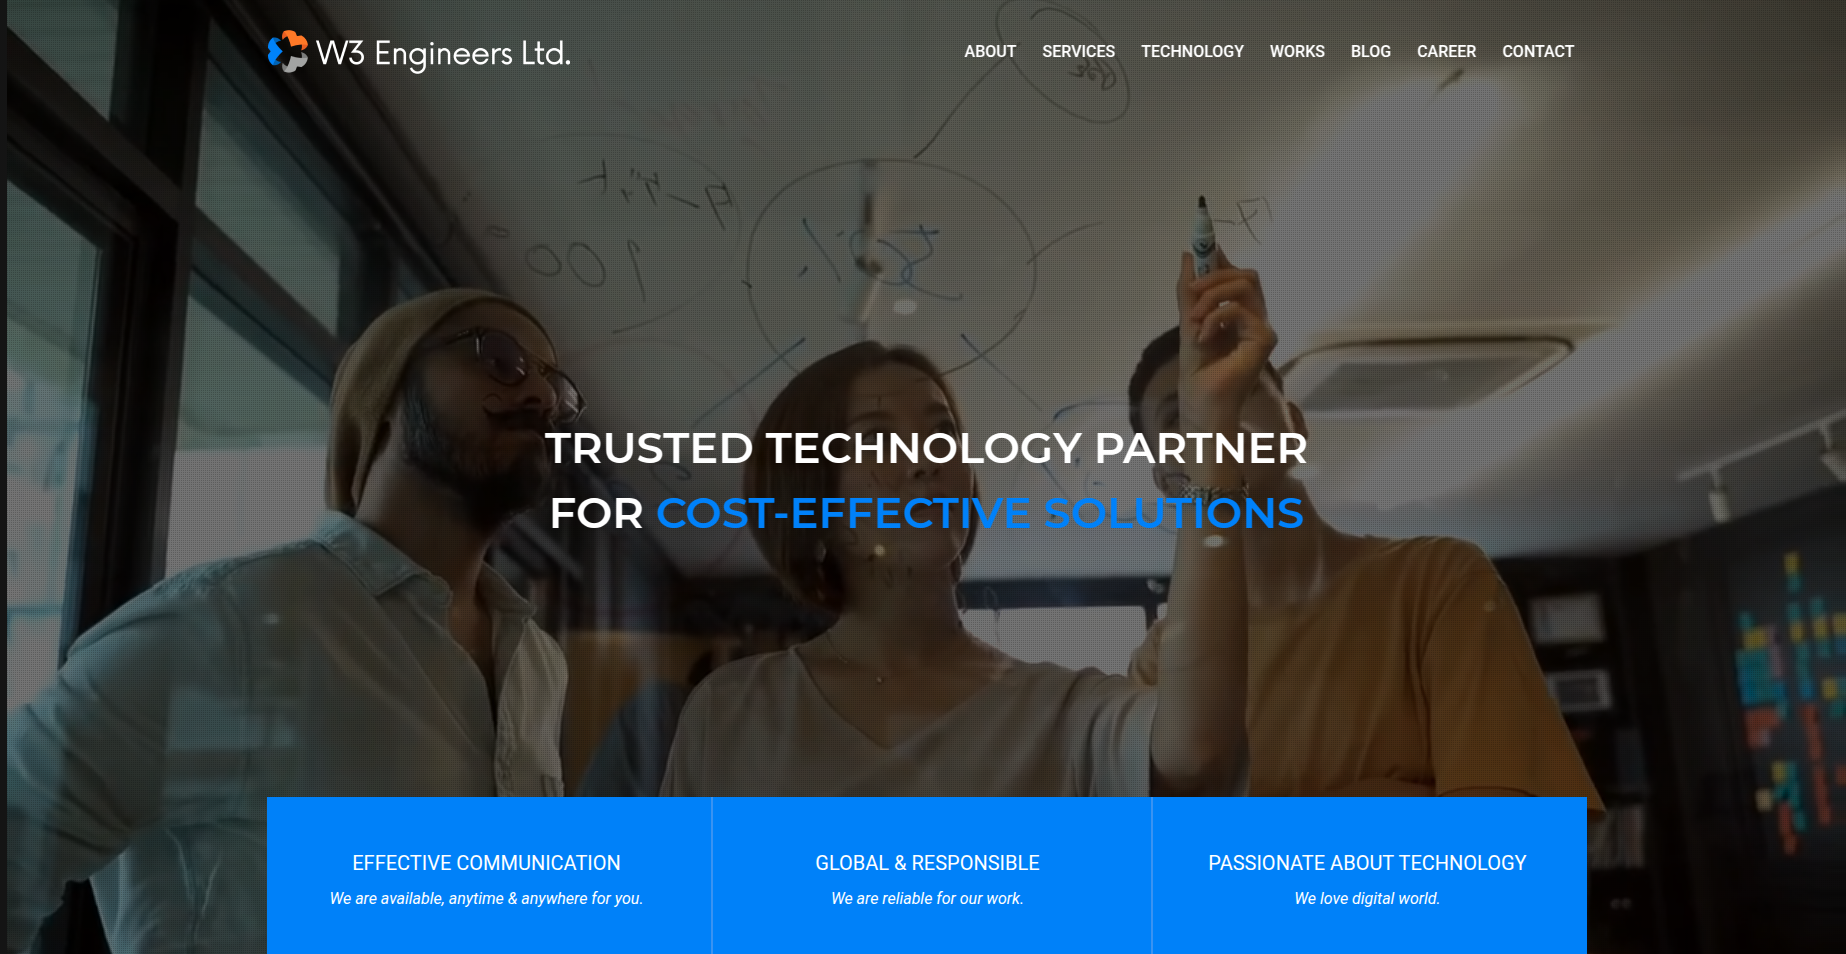 W3 Engineers Ltd.
ABOUT SERVICES TECHNOLOGY WORKS BLOG CAREER CONTACT
TRUSTED TECHNOLOGY PARTNER
FOR COST-EFFECTIVE SOLUTIONS
EFFECTIVE COMMUNICATION
We are available, anytime & anywhere for you.
GLOBAL & RESPONSIBLE
We are reliable for our work.
PASSIONATE ABOUT TECHNOLOGY
We love digital world.